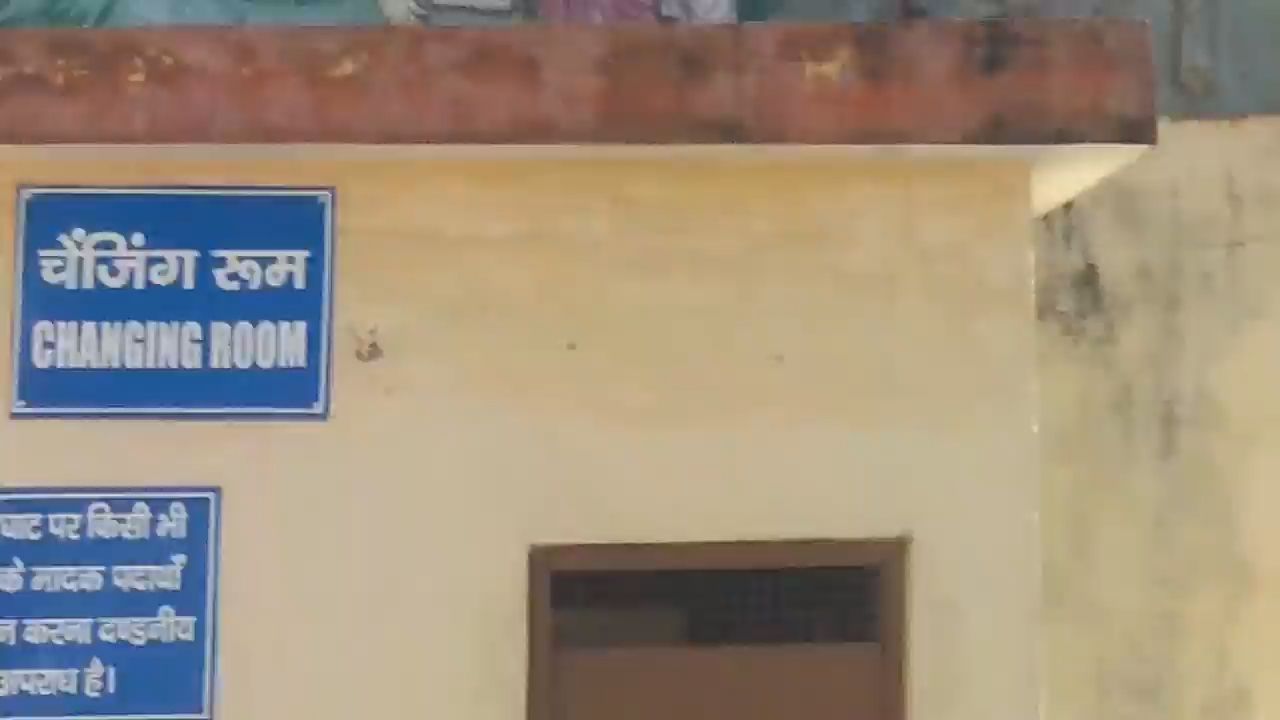 चेंजिंग रूम
CHANGING ROOM
घाट पर किसी भी
के मादक पदार्थो
न करना दण्डनीय
अपराध है।